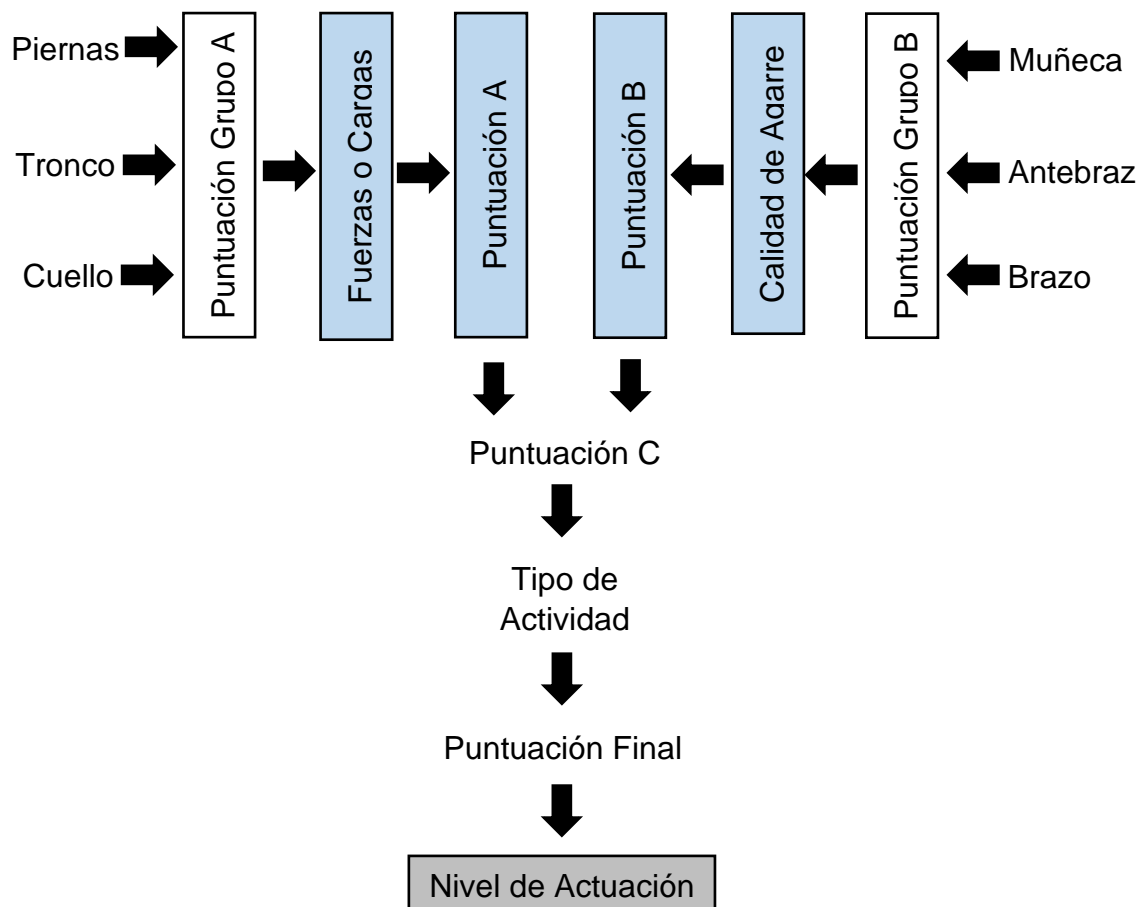 Piernas
Tronco
Cuello
Puntuación Grupo A
Fuerzas o Cargas
Puntuación A
Puntuación B
Calidad de Agarre
Puntuación Grupo B
Muñeca
Antebraz
Brazo
Puntuación C
Tipo de
Actividad
Puntuación Final
Nivel de Actuación